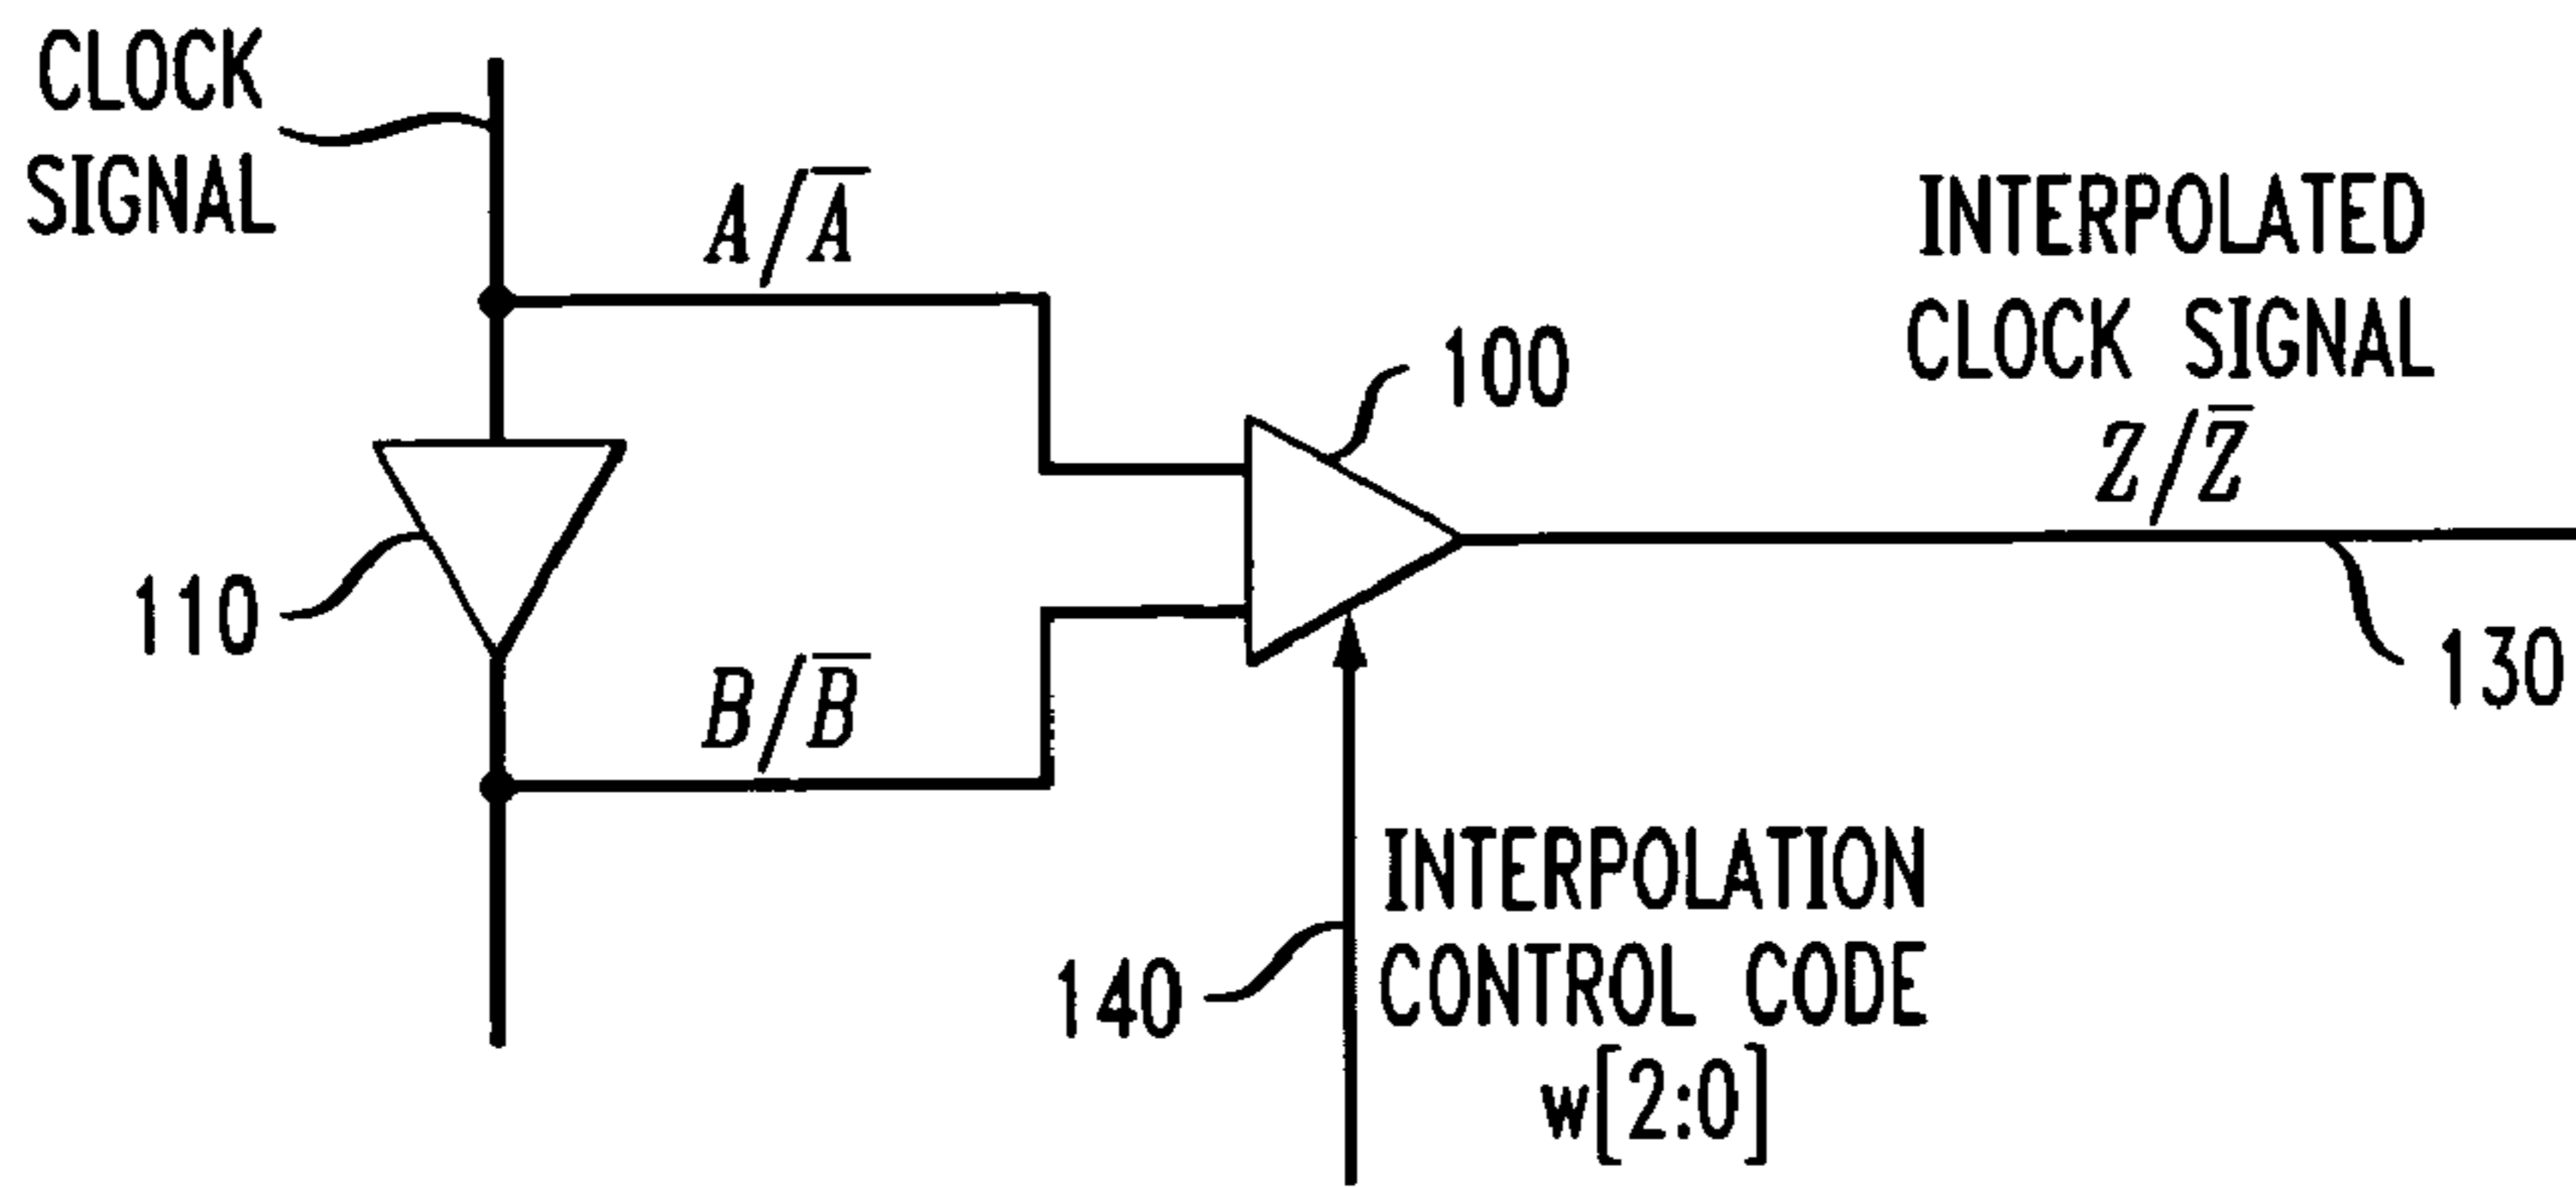 CLOCK
SIGNAL
A/A̅
INTERPOLATED
CLOCK SIGNAL
100
Z/Z̅
110
B/B̅
130
INTERPOLATION
CONTROL CODE
140
w[2:0]